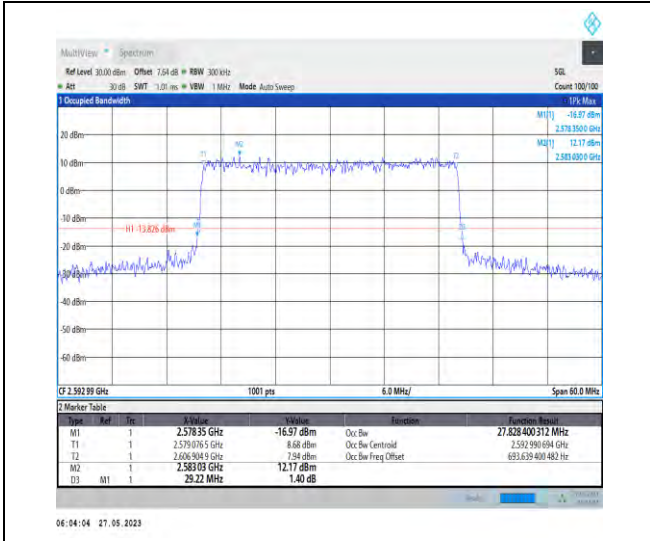 MultiView Spectrum
Ref Level 30.00 dBm Offset 7.64 dB RBW 300 kHz SGL
Att 30 dB SWT 1.01 ms VBW 1 MHz Mode Auto Sweep Count 100/100
1 Occupied Bandwidth 1Pk Max
M1[1] -16.97 dBm
2.578 3500 GHz
M2[1] 12.17 dBm
2.583 0300 GHz
20 dBm
M2
T1 T2
10 dBm
0 dBm
-10 dBm
H1 -13.826 dBm
-40 dBm
-50 dBm
-60 dBm
CF 2.592 99 GHz 1001 pts 6.0 MHz/ Span 60.0 MHz
2 Marker Table
Type Ref Trc X-Value Y-Value Function Function Result
M1 1 2.578 35 GHz -16.97 dBm Occ Bw 27.828 400 312 MHz
T1 1 2.579 076 5 GHz 8.68 dBm Occ Bw Centroid 2.592 990 694 GHz
T2 1 2.606 904 9 GHz 7.94 dBm Occ Bw Freq Offset 693.639 400 482 Hz
M2 1 2.583 03 GHz 12.17 dBm
D3 M1 1 29.22 MHz 1.40 dB
06:04:04 27.05.2023